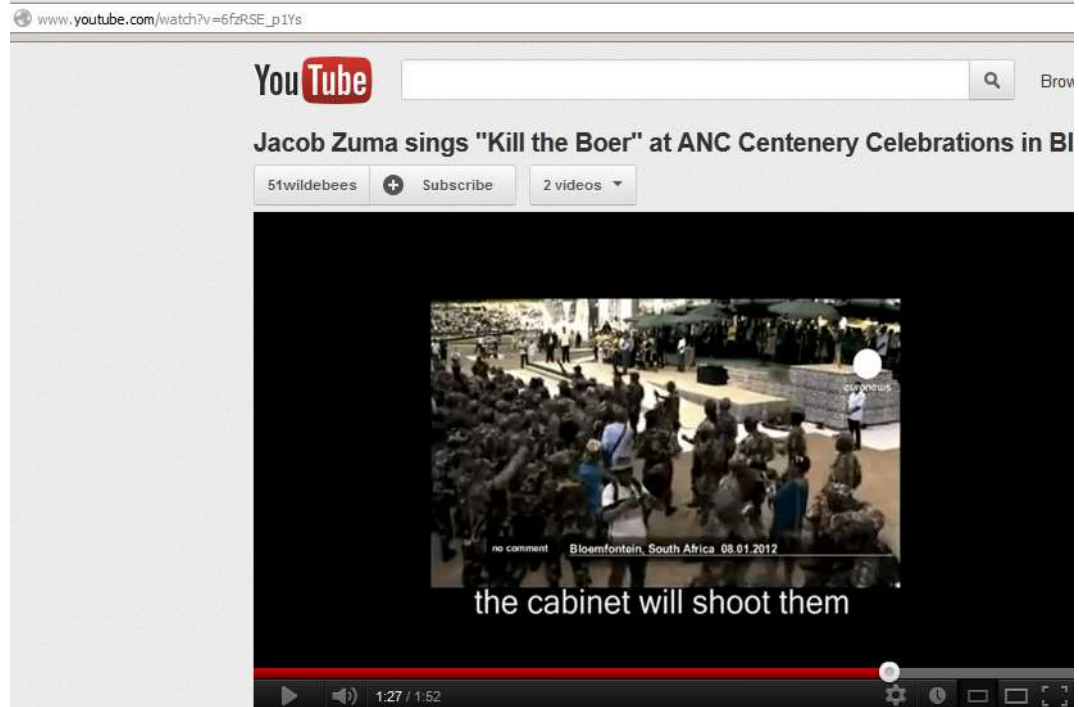 www.youtube.com/watch?v=6fzRSE_p1Ys
YouTube
Brow
Jacob Zuma sings "Kill the Boer" at ANC Centenery Celebrations in Bl
51wildebees
Subscribe
2 videos
euronews
no comment
Bloemfontein, South Africa 08.01.2012
the cabinet will shoot them
1:27 / 1:52